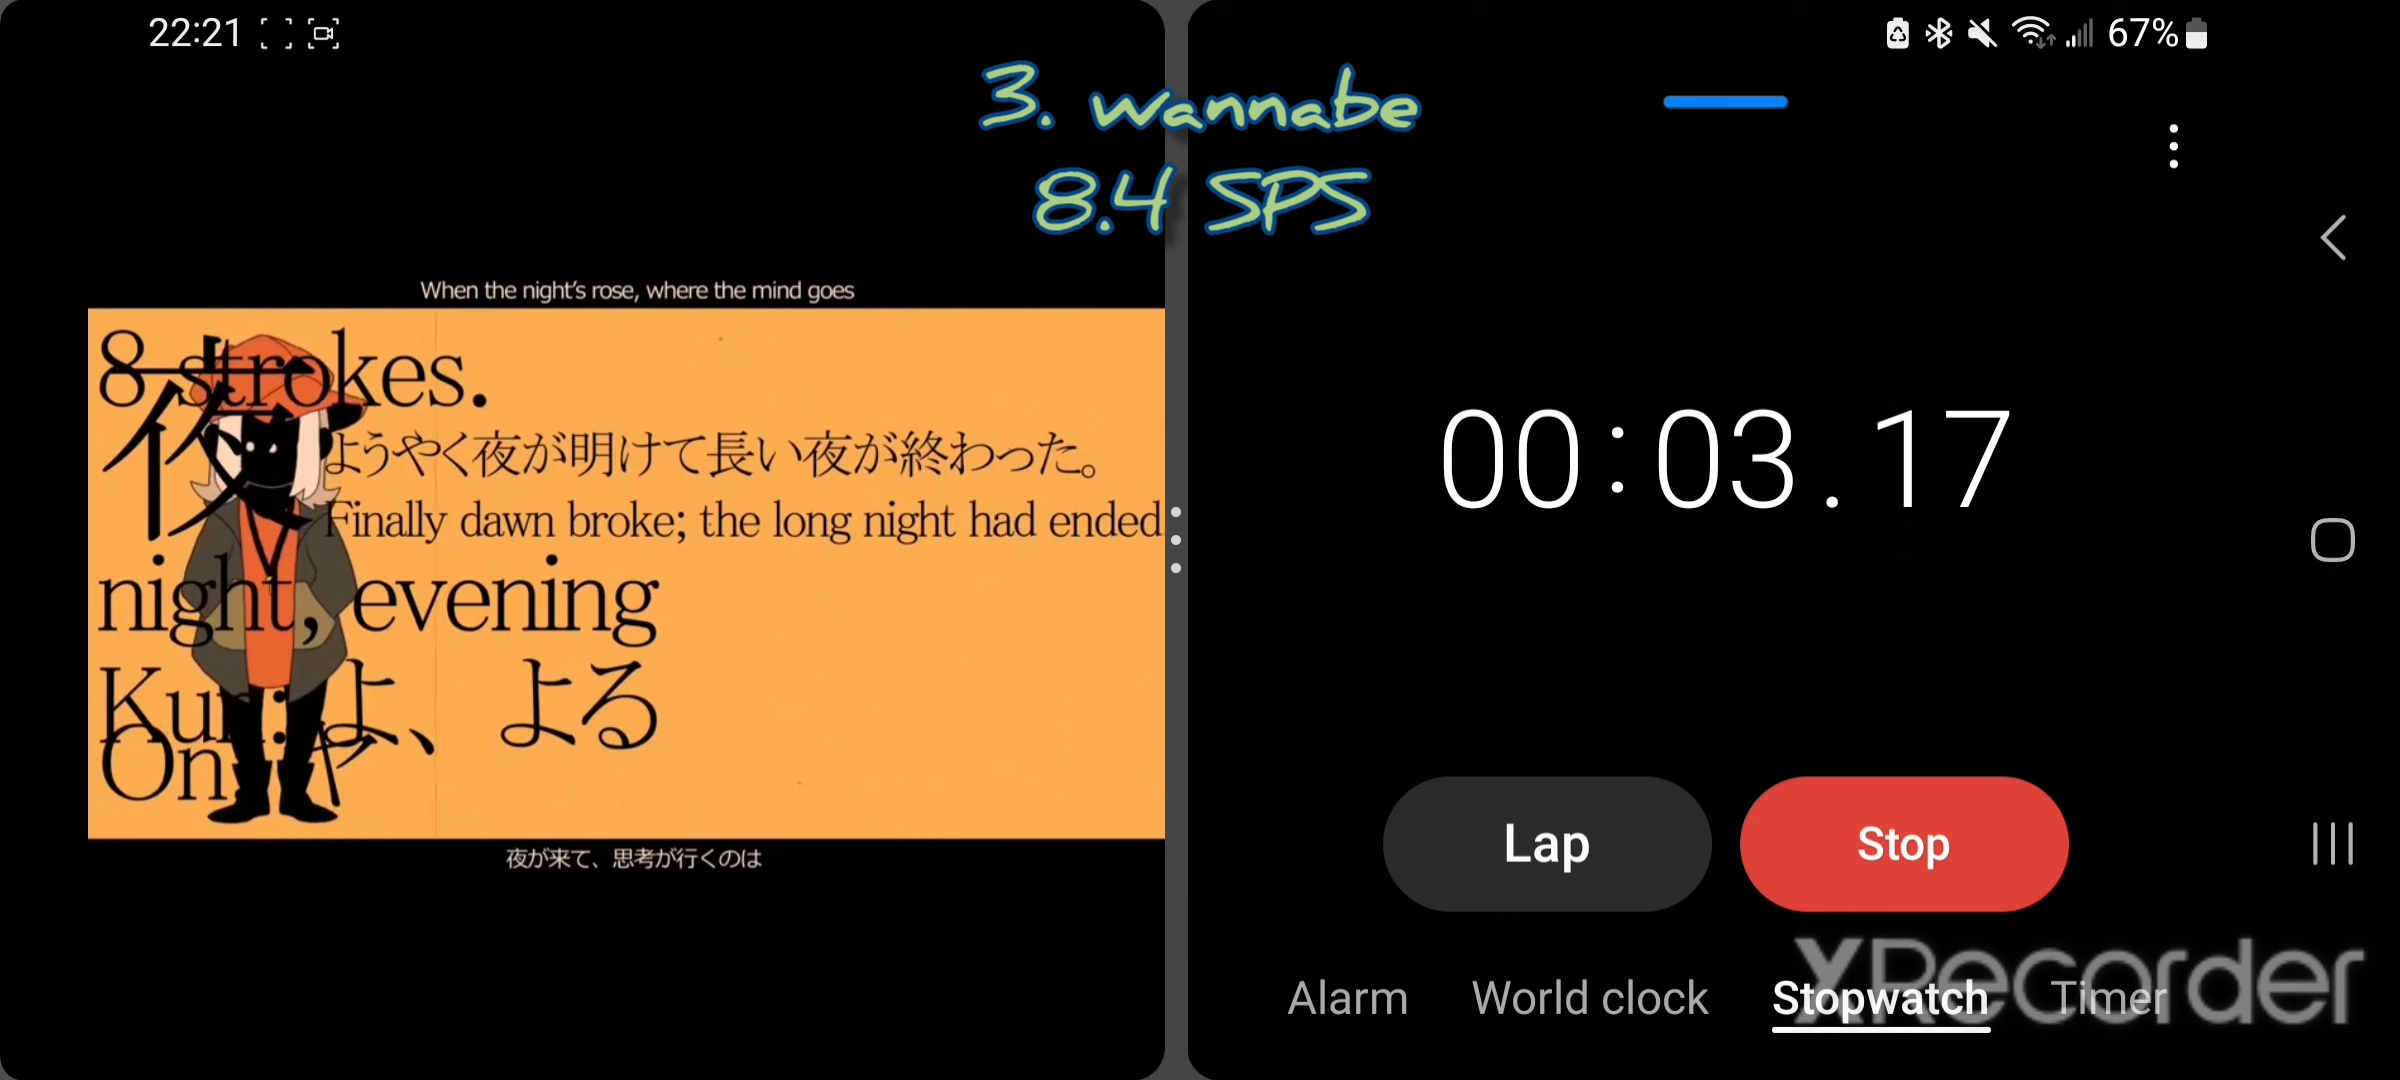 22:21
67%
3. wannabe
8.4 SPS
When the night's rose, where the mind goes
8 strokes.
夜
ようやく夜が明けて長い夜が終わった。
Finally dawn broke; the long night had ended
night, evening
Kun: よ、よる
On ヤ
夜が来て、思考が行くのは
00:03.17
Lap
Stop
Alarm
World clock
Stopwatch
Timer
XRecorder